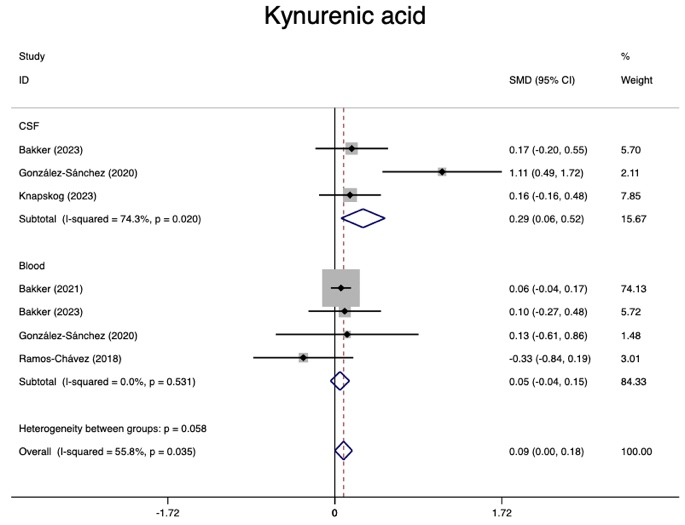 Kynurenic acid
Study %
ID SMD (95% CI) Weight
CSF
Bakker (2023) 0.17 (-0.20, 0.55) 5.70
González-Sánchez (2020) 1.11 (0.49, 1.72) 2.11
Knapskog (2023) 0.16 (-0.16, 0.48) 7.85
Subtotal (I-squared = 74.3%, p = 0.020) 0.29 (0.06, 0.52) 15.67
Blood
Bakker (2021) 0.06 (-0.04, 0.17) 74.13
Bakker (2023) 0.10 (-0.27, 0.48) 5.72
González-Sánchez (2020) 0.13 (-0.61, 0.86) 1.48
Ramos-Chávez (2018) -0.33 (-0.84, 0.19) 3.01
Subtotal (I-squared = 0.0%, p = 0.531) 0.05 (-0.04, 0.15) 84.33
Heterogeneity between groups: p = 0.058
Overall (I-squared = 55.8%, p = 0.035) 0.09 (0.00, 0.18) 100.00
-1.72 0 1.72